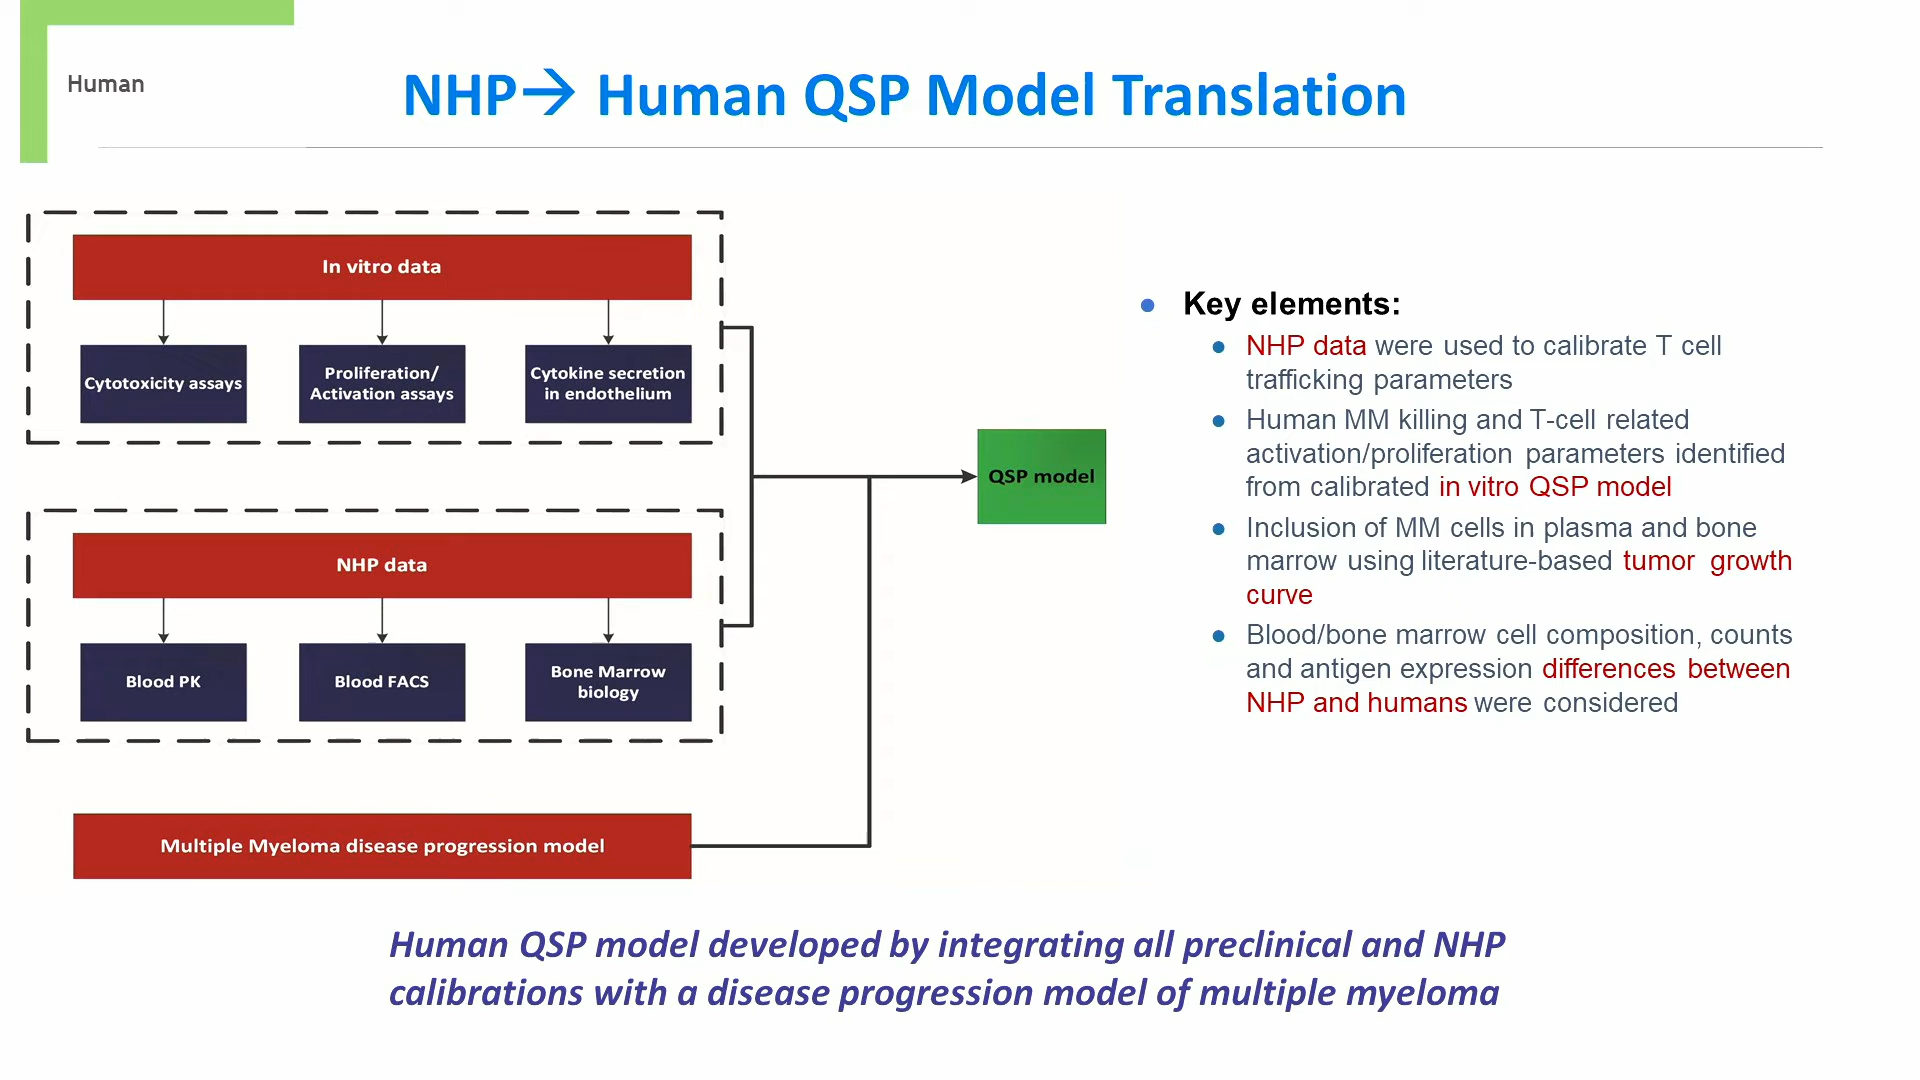 Human
NHP→ Human QSP Model Translation
In vitro data
Cytotoxicity assays
Proliferation/
Activation assays
Cytokine secretion
in endothelium
NHP data
Blood PK
Blood FACS
Bone Marrow
biology
Multiple Myeloma disease progression model
QSP model
Key elements:
NHP data were used to calibrate T cell
trafficking parameters
Human MM killing and T-cell related
activation/proliferation parameters identified
from calibrated in vitro QSP model
Inclusion of MM cells in plasma and bone
marrow using literature-based tumor growth
curve
Blood/bone marrow cell composition, counts
and antigen expression differences between
NHP and humans were considered
Human QSP model developed by integrating all preclinical and NHP
calibrations with a disease progression model of multiple myeloma